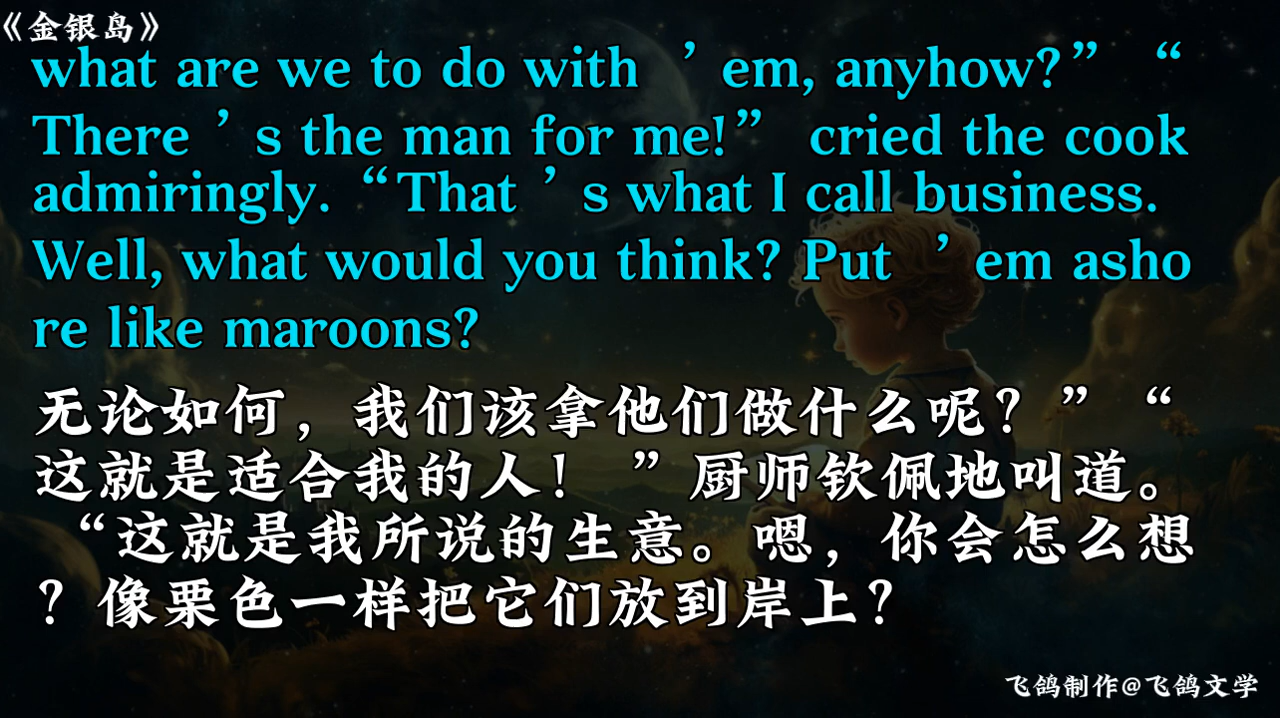 《金银岛》
what are we to do with ’em, anyhow?” “
There’s the man for me!” cried the cook
admiringly. “That’s what I call business.
Well, what would you think? Put ’em asho
re like maroons?
无论如何，我们该拿他们做什么呢？”“
这就是适合我的人！”厨师钦佩地叫道。
“这就是我所说的生意。嗯，你会怎么想
？像栗色一样把它们放到岸上？
飞鸽制作@飞鸽文学